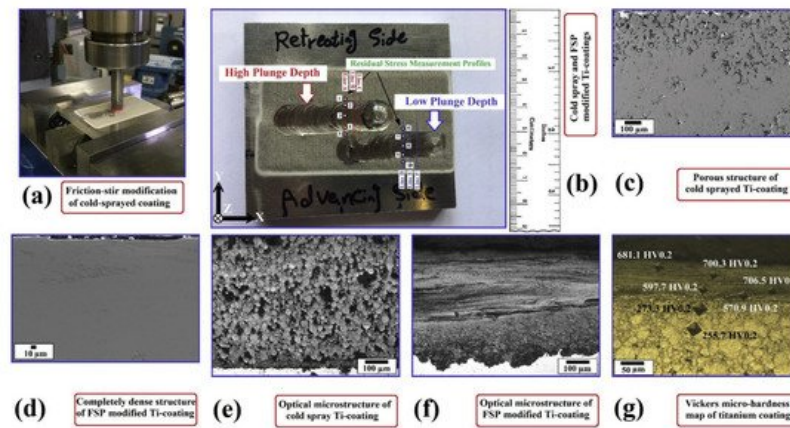 Retreating Side
High Plunge Depth
Residual Stress Measurement Profiles
Low Plunge Depth
Advancing Side
Y
Z
X
Cold spray and FSP
modified Ti-coatings
100 µm
(a)
Friction-stir modification
of cold-sprayed coating
(b)
(c)
Porous structure of
cold sprayed Ti-coating
10 µm
100 µm
100 µm
681.1 HV0.2
700.3 HV0.2
706.5 HV0
597.7 HV0.2
273.3 HV0.2
570.9 HV0.2
255.7 HV0.2
50 µm
(d)
Completely dense structure
of FSP modified Ti-coating
(e)
Optical microstructure of
cold spray Ti-coating
(f)
Optical microstructure of
FSP modified Ti-coating
(g)
Vickers micro-hardness
map of titanium coating